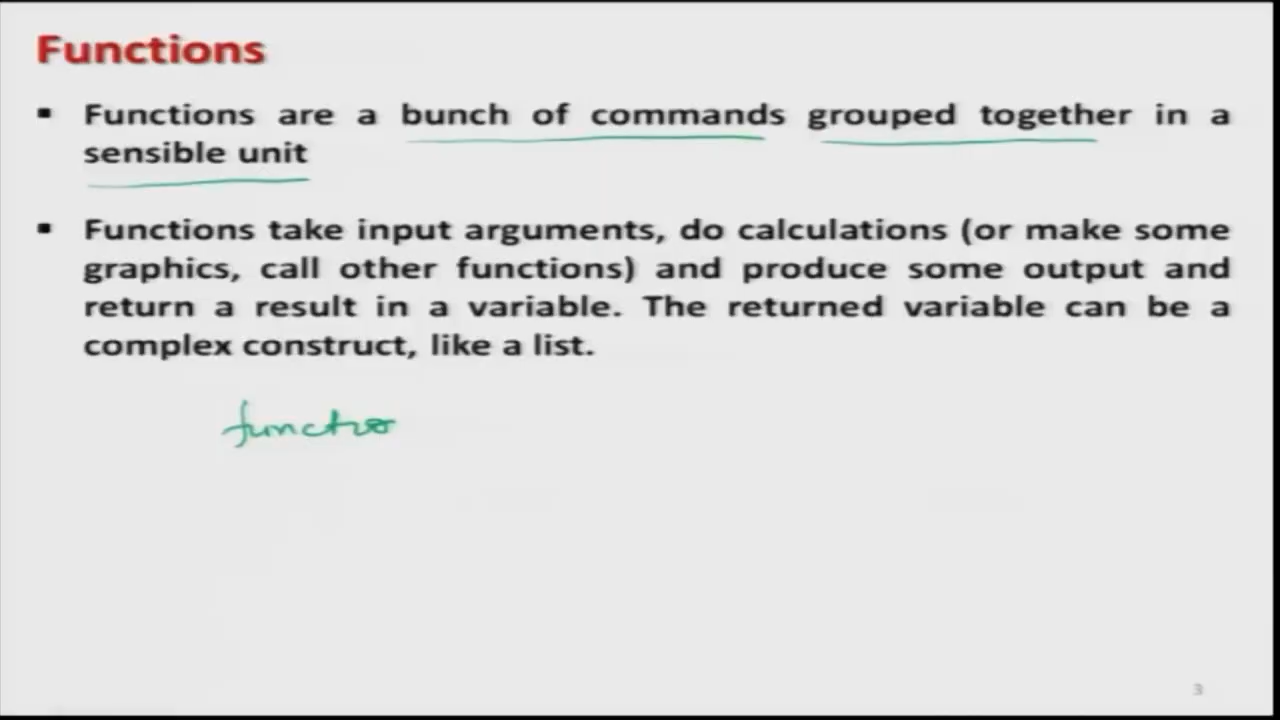 Functions
▪ Functions are a bunch of commands grouped together in a
sensible unit
▪ Functions take input arguments, do calculations (or make some
graphics, call other functions) and produce some output and
return a result in a variable. The returned variable can be a
complex construct, like a list.
functio
3